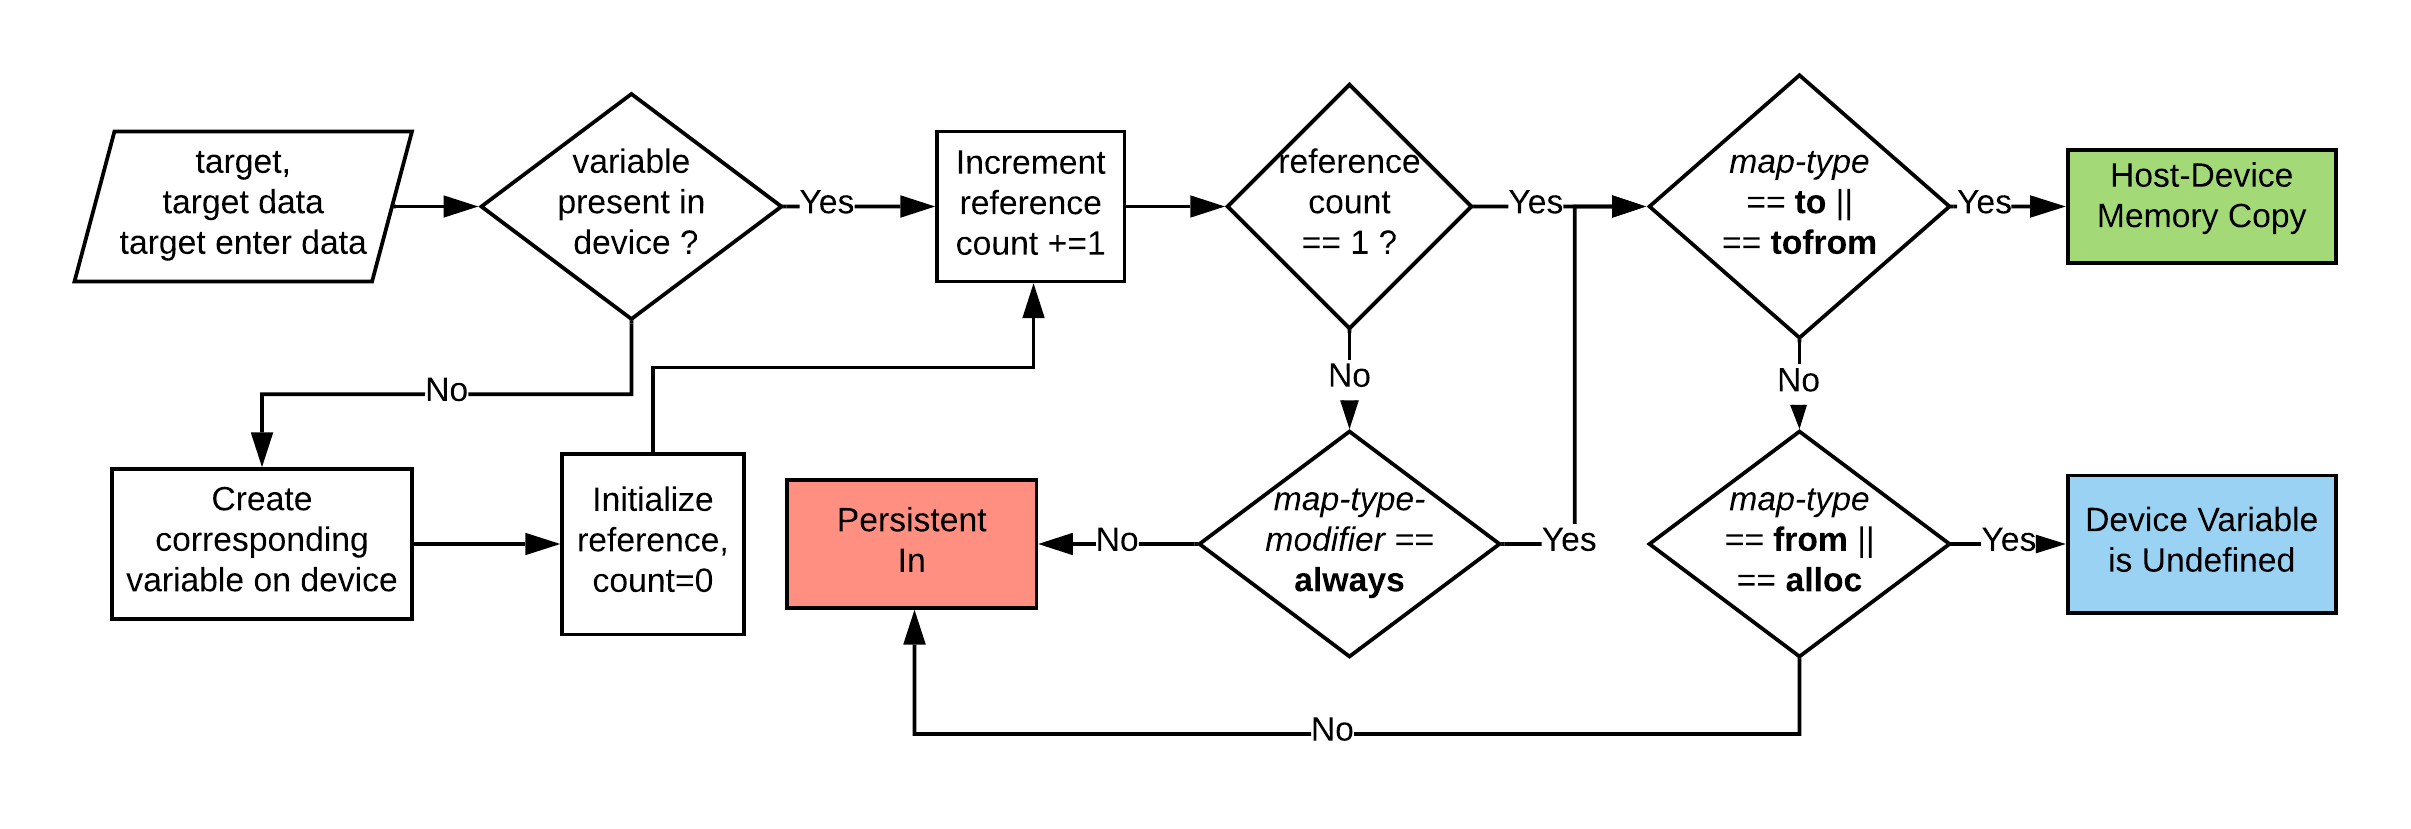 target,
target data
target enter data
variable
present in
device ?
Yes
Increment
reference
count +=1
reference
count
== 1 ?
Yes
map-type
== to ||
== tofrom
Yes
Host-Device
Memory Copy
No
No
No
Create
corresponding
variable on device
Initialize
reference,
count=0
Persistent
In
No
map-type-
modifier ==
always
Yes
map-type
== from ||
== alloc
Yes
Device Variable
is Undefined
No